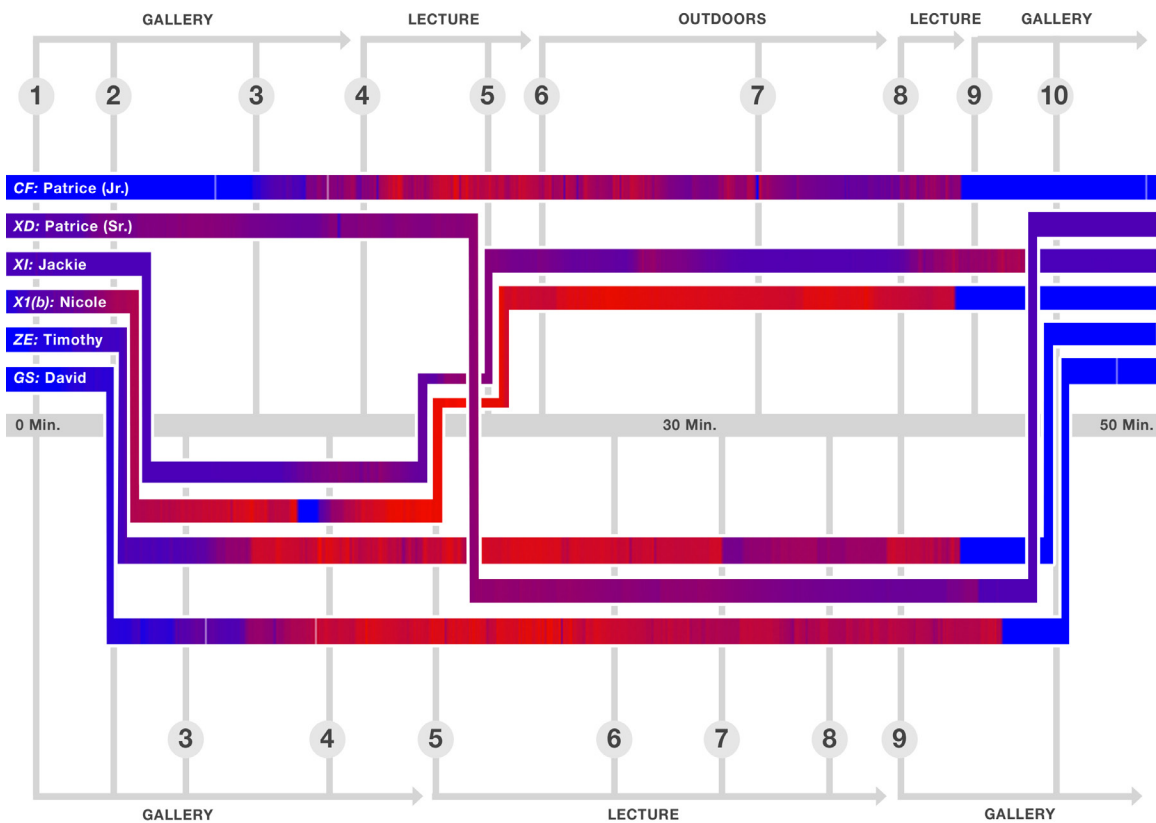 GALLERY LECTURE OUTDOORS LECTURE GALLERY
1 2 3 4 5 6 7 8 9 10
CF: Patrice (Jr.)
XD: Patrice (Sr.)
XI: Jackie
X1(b): Nicole
ZE: Timothy
GS: David
0 Min. 30 Min. 50 Min.
3 4 5 6 7 8 9
GALLERY LECTURE GALLERY